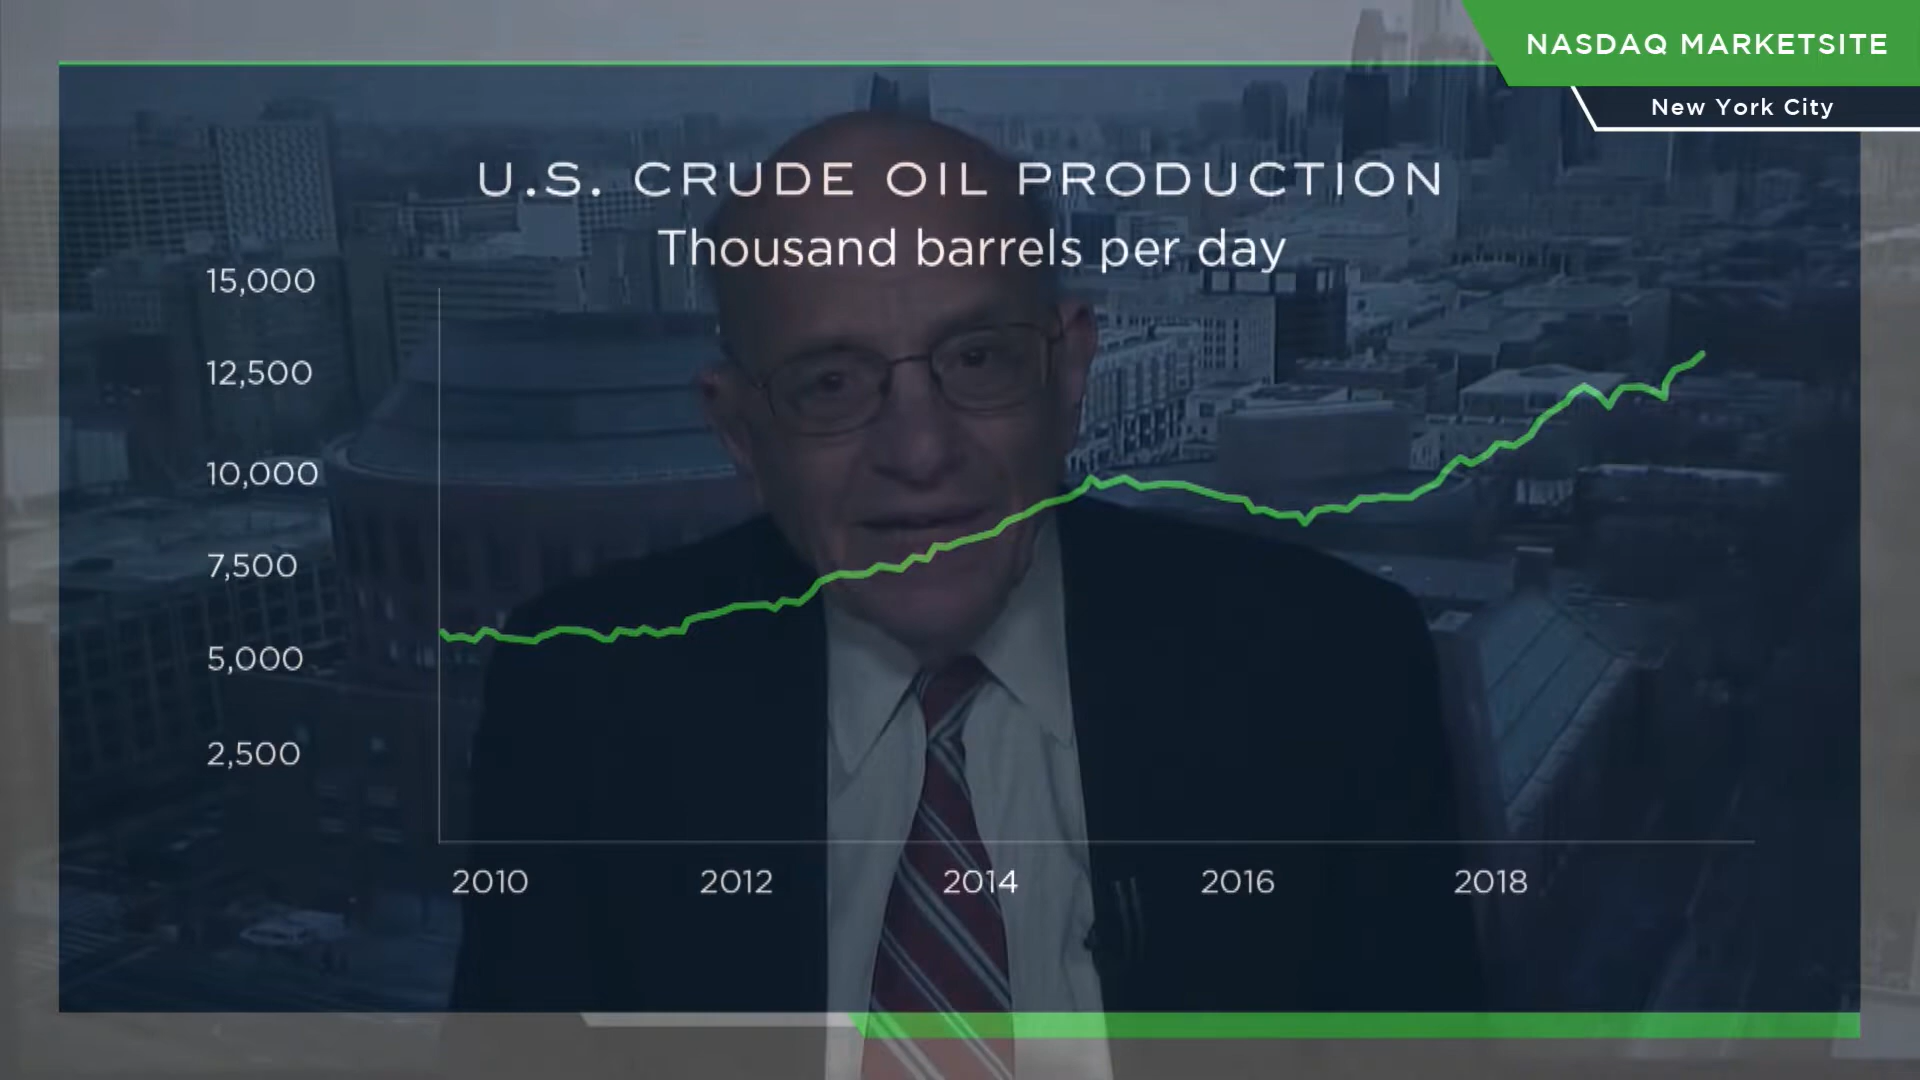 NASDAQ MARKETSITE
New York City
U.S. CRUDE OIL PRODUCTION
Thousand barrels per day
15,000
12,500
10,000
7,500
5,000
2,500
2010 2012 2014 2016 2018